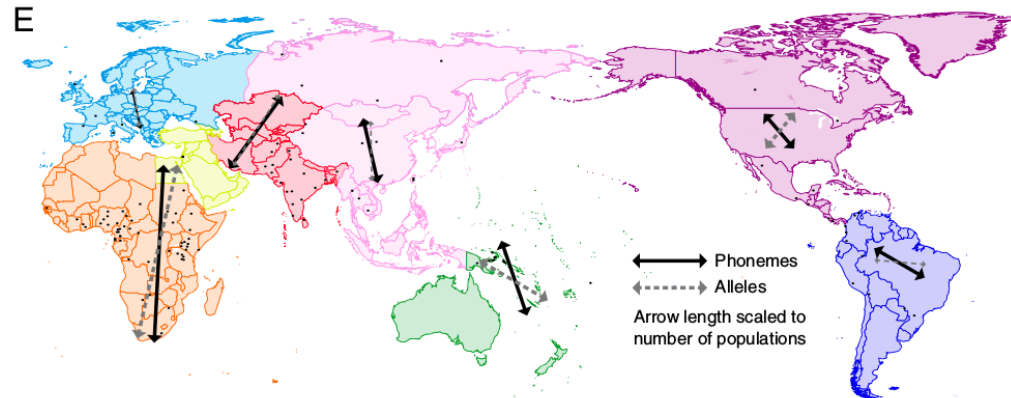 E
Phonemes
Alleles
Arrow length scaled to
number of populations